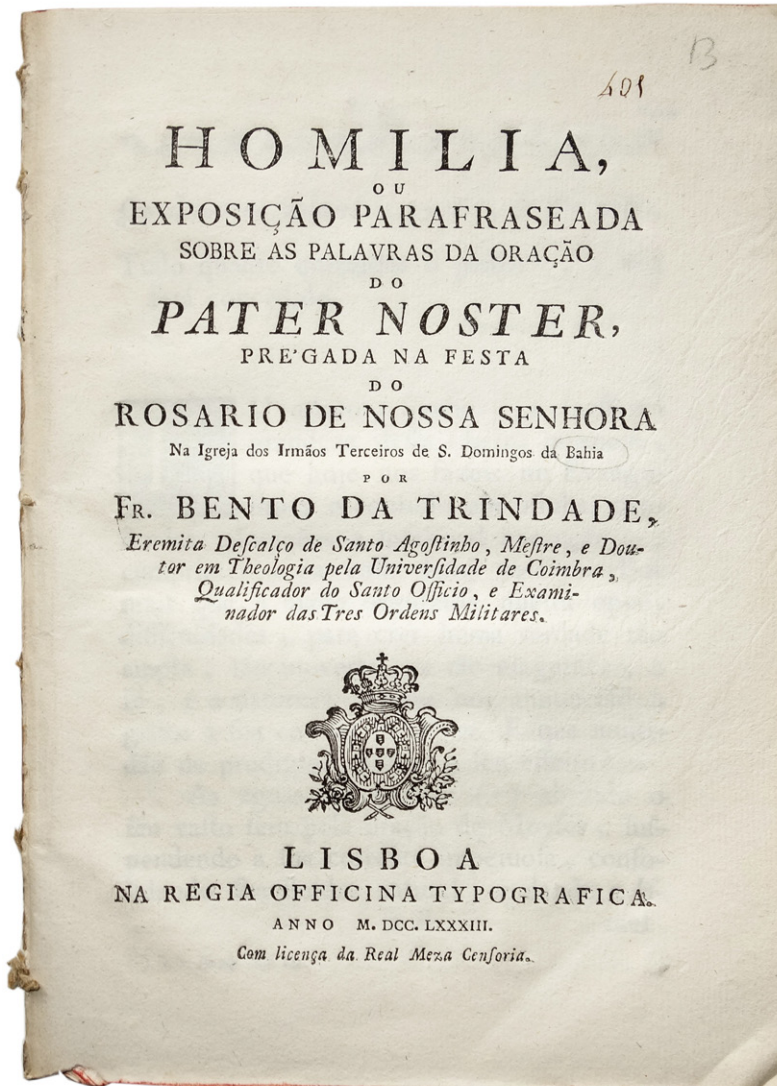 B
401
HOMILIA,
OU
EXPOSIÇÃO PARAFRASEADA
SOBRE AS PALAVRAS DA ORAÇÃO
DO
PATER NOSTER,
PRE'GADA NA FESTA
DO
ROSARIO DE NOSSA SENHORA
Na Igreja dos Irmãos Terceiros de S. Domingos da Bahia
POR
FR. BENTO DA TRINDADE,
Eremita Deſcalço de Santo Agoſtinho, Meſtre, e Dou-
tor em Theologia pela Univerſidade de Coimbra,
Qualificador do Santo Officio, e Exami-
nador das Tres Ordens Militares.
LISBOA
NA REGIA OFFICINA TYPOGRAFICA.
ANNO M. DCC. LXXXIII.
Com licença da Real Meza Cenſoria.